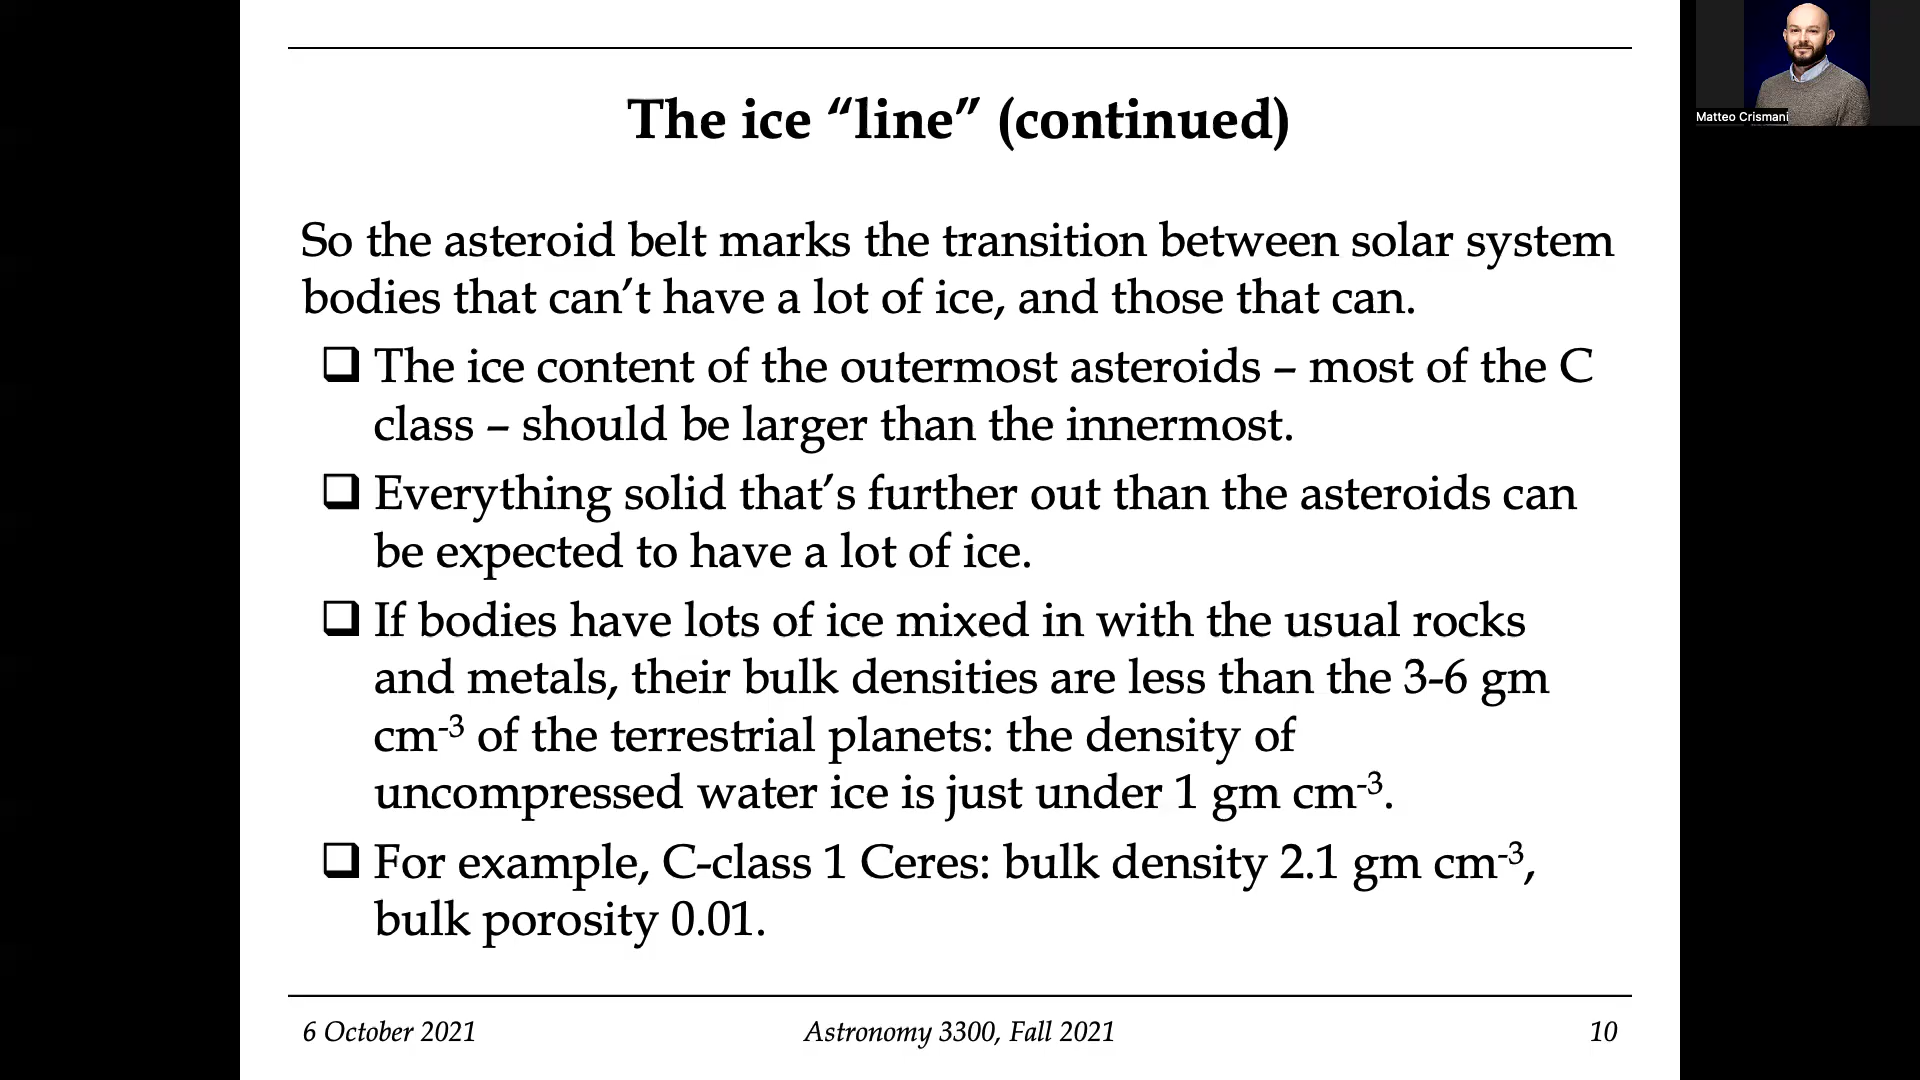 Matteo Crismani
The ice “line” (continued)
So the asteroid belt marks the transition between solar system
bodies that can’t have a lot of ice, and those that can.
❑ The ice content of the outermost asteroids – most of the C
class – should be larger than the innermost.
❑ Everything solid that’s further out than the asteroids can
be expected to have a lot of ice.
❑ If bodies have lots of ice mixed in with the usual rocks
and metals, their bulk densities are less than the 3-6 gm
cm⁻³ of the terrestrial planets: the density of
uncompressed water ice is just under 1 gm cm⁻³.
❑ For example, C-class 1 Ceres: bulk density 2.1 gm cm⁻³,
bulk porosity 0.01.
6 October 2021
Astronomy 3300, Fall 2021
10